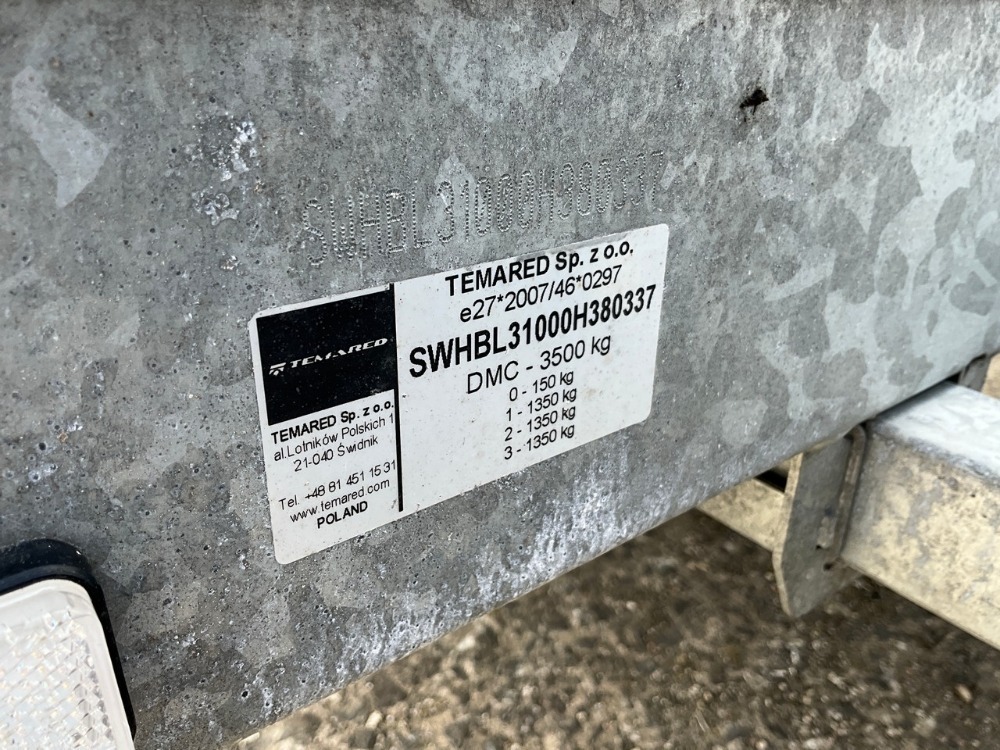 SWHBL31000H380337
TEMARED
TEMARED Sp. z o.o.
al.Lotników Polskich 1
21-040 Świdnik
Tel. +48 81 451 15 31
www.temared.com
POLAND
TEMARED Sp. z o.o.
e27*2007/46*0297
SWHBL31000H380337
DMC - 3500 kg
0 - 150 kg
1 - 1350 kg
2 - 1350 kg
3 - 1350 kg